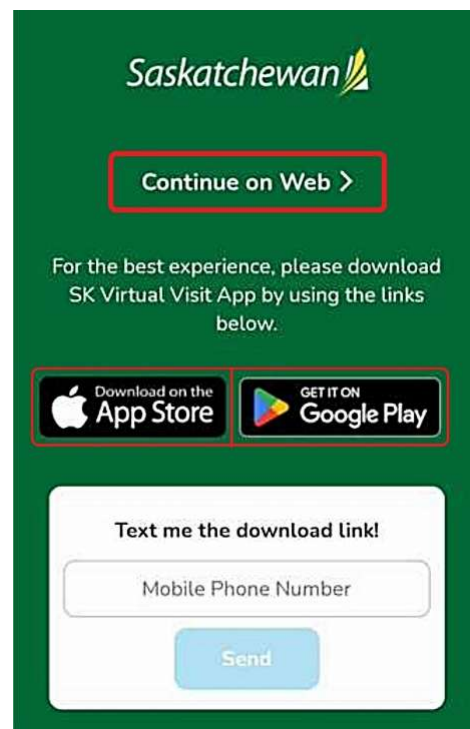 Saskatchewan
Continue on Web >
For the best experience, please download
SK Virtual Visit App by using the links
below.
Download on the
App Store
GET IT ON
Google Play
Text me the download link!
Mobile Phone Number
Send